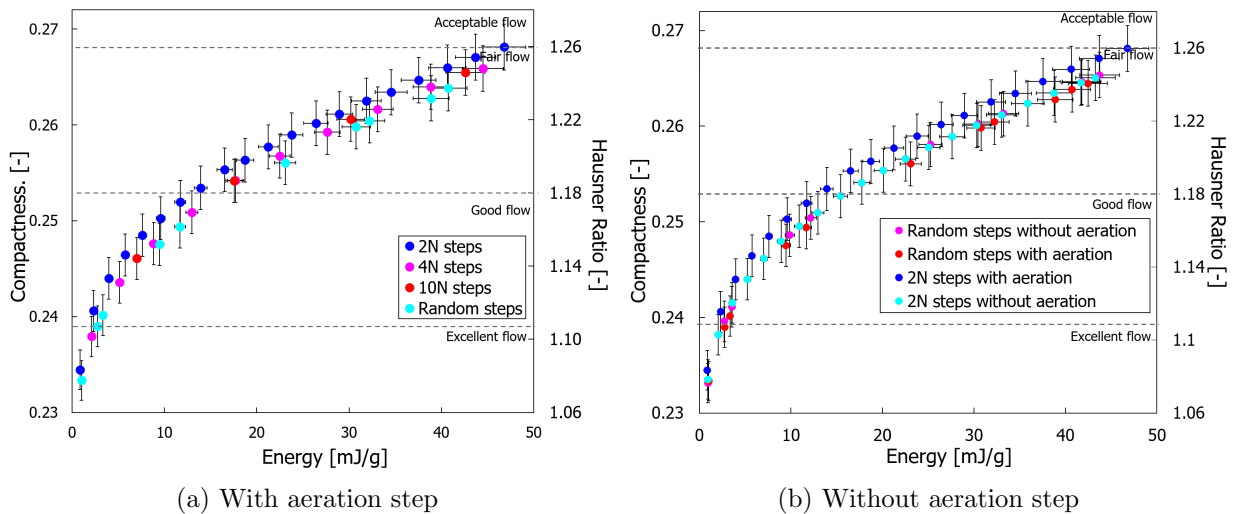 0.27
0.26
0.25
0.24
0.23
Compactness. [-]
0
10
20
30
40
50
Energy [mJ/g]
1.26
1.22
1.18
1.14
1.10
1.06
Hausner Ratio [-]
Acceptable flow
Fair flow
Good flow
Excellent flow
2N steps
4N steps
10N steps
Random steps
(a) With aeration step
0.27
0.26
0.25
0.24
0.23
Compactness [-]
0
10
20
30
40
50
Energy [mJ/g]
1.26
1.22
1.18
1.14
1.1
1.06
Hausner Ratio [-]
Acceptable flow
Fair flow
Good flow
Excellent flow
Random steps without aeration
Random steps with aeration
2N steps with aeration
2N steps without aeration
(b) Without aeration step